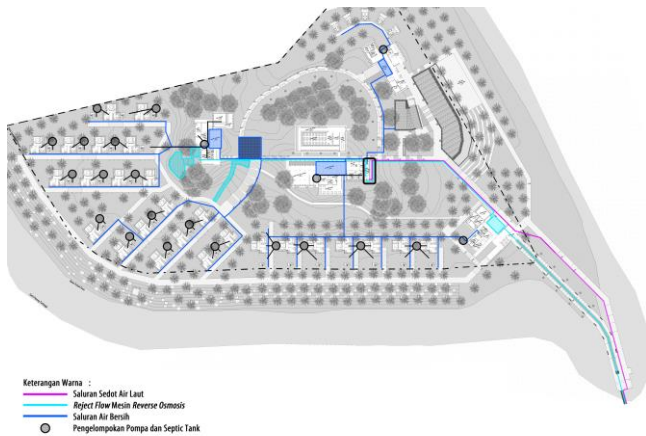 Keterangan Warna :
Saluran Sedot Air Laut
Reject Flow Mesin Reverse Osmosis
Saluran Air Bersih
Pengelompokan Pompa dan Septic Tank